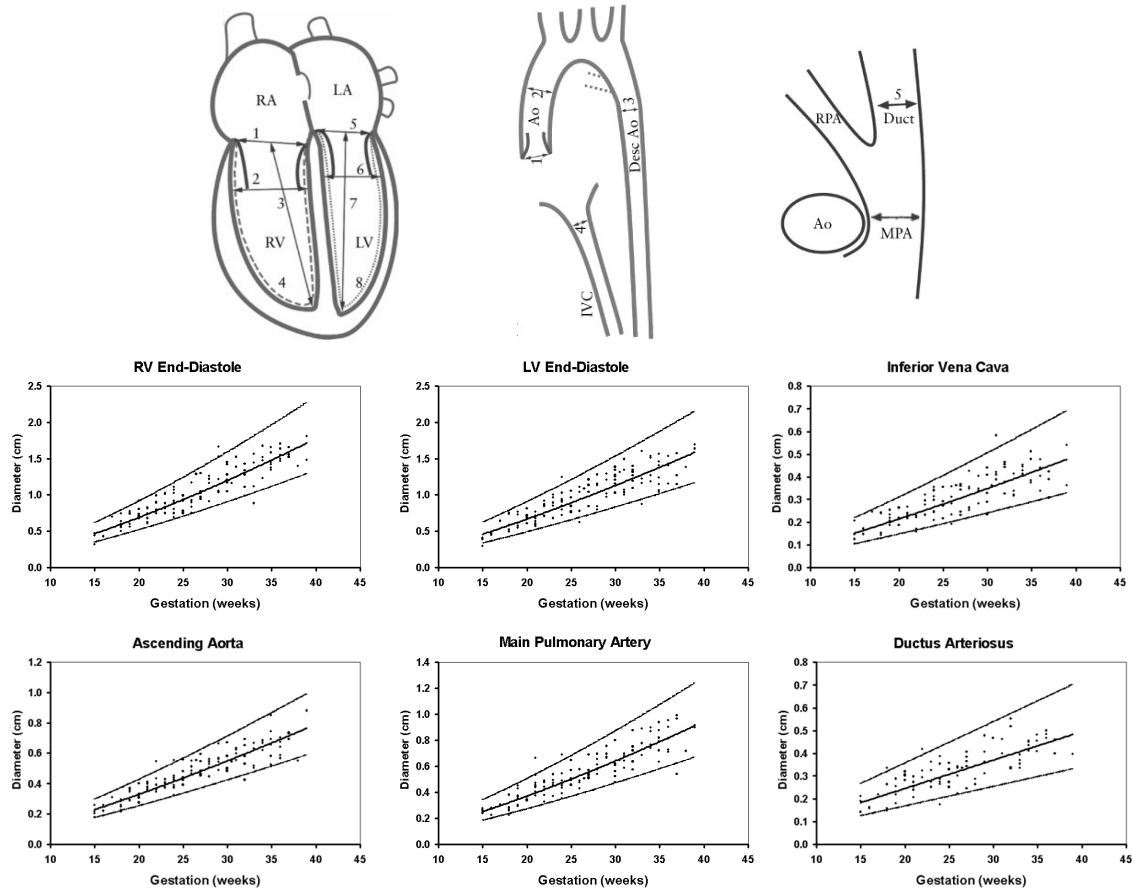 RA
LA
1
5
2
6
3
7
RV
LV
4
8
2
Ao
1
3
Desc Ao
4
IVC
5
RPA
Duct
Ao
MPA
RV End-Diastole
Diameter (cm)
2.5
2.0
1.5
1.0
0.5
0.0
10 15 20 25 30 35 40 45
Gestation (weeks)
LV End-Diastole
Diameter (cm)
2.5
2.0
1.5
1.0
0.5
0.0
10 15 20 25 30 35 40 45
Gestation (weeks)
Inferior Vena Cava
Diameter (cm)
0.8
0.7
0.6
0.5
0.4
0.3
0.2
0.1
0.0
10 15 20 25 30 35 40 45
Gestation (weeks)
Ascending Aorta
Diameter (cm)
1.2
1.0
0.8
0.6
0.4
0.2
0.0
10 15 20 25 30 35 40 45
Gestation (weeks)
Main Pulmonary Artery
Diameter (cm)
1.4
1.2
1.0
0.8
0.6
0.4
0.2
0.0
10 15 20 25 30 35 40 45
Gestation (weeks)
Ductus Arteriosus
Diameter (cm)
0.8
0.7
0.6
0.5
0.4
0.3
0.2
0.1
0.0
10 15 20 25 30 35 40 45
Gestation (weeks)